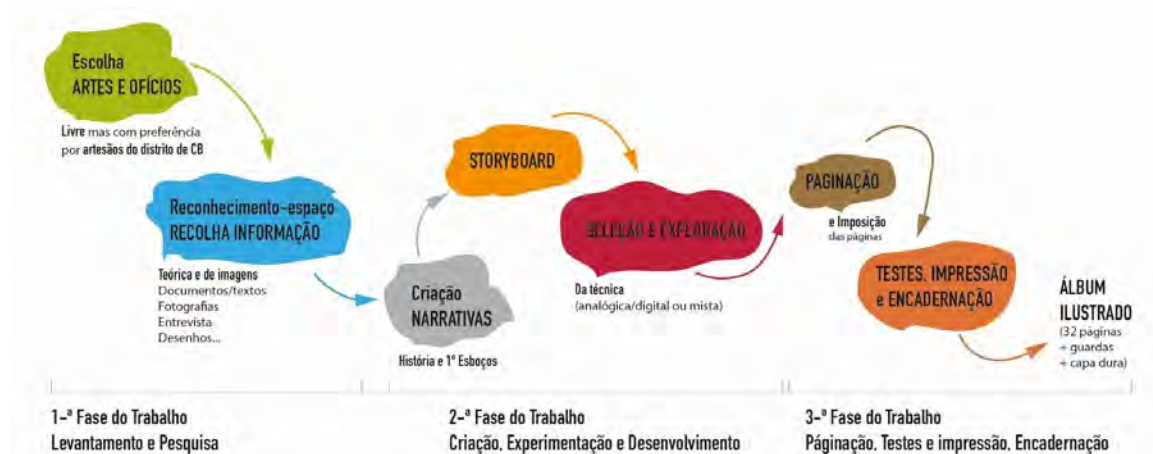 Escolha
ARTES E OFÍCIOS
Livre mas com preferência
por artesãos do distrito de CB
Reconhecimento-espaço
RECOLHA INFORMAÇÃO
Teórica e de imagens
Documentos/textos
Fotografias
Entrevista
Desenhos...
Criação
NARRATIVAS
História e 1º Esboços
STORYBOARD
SELEÇÃO E EXPLORAÇÃO
Da técnica
(analógica/digital ou mista)
PAGINAÇÃO
e Imposição
das páginas
TESTES, IMPRESSÃO
e ENCADERNAÇÃO
ÁLBUM
ILUSTRADO
(32 páginas
+ guardas
+ capa dura)
1-ª Fase do Trabalho
Levantamento e Pesquisa
2-ª Fase do Trabalho
Criação, Experimentação e Desenvolvimento
3-ª Fase do Trabalho
Páginação, Testes e impressão, Encadernação